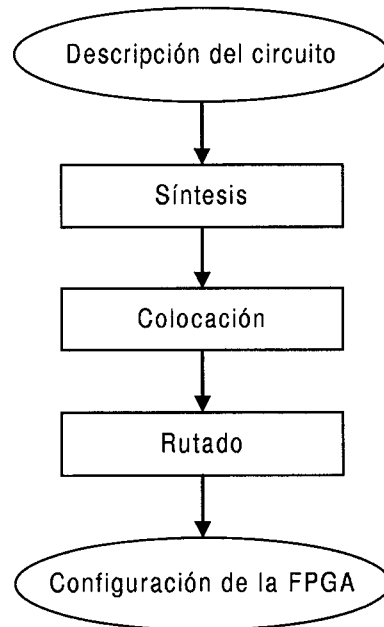 Descripción del circuito
Síntesis
Colocación
Rutado
Configuración de la FPGA